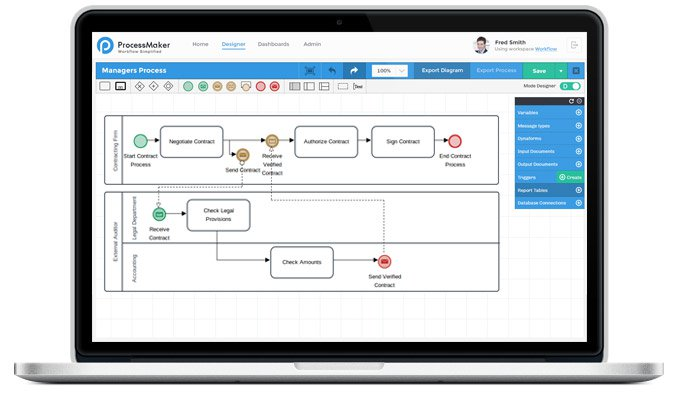 ProcessMaker
Workflow Simplified
Home
Designer
Dashboards
Admin
Fred Smith
Using workspace Workflow
Managers Process
100%
Export Diagram
Export Process
Save
Text
Mode Designer
D
Contracting Firm
Start Contract
Process
Negotiate Contract
Send Contract
Receive
Verified
Contract
Authorize Contract
Sign Contract
End Contract
Process
External Auditor
Legal Department
Receive
Contract
Check Legal
Provisions
Accounting
Check Amounts
Send Verified
Contract
Variables
Message types
Dynaforms
Input Documents
Output Documents
Triggers
Create
Report Tables
Database Connections